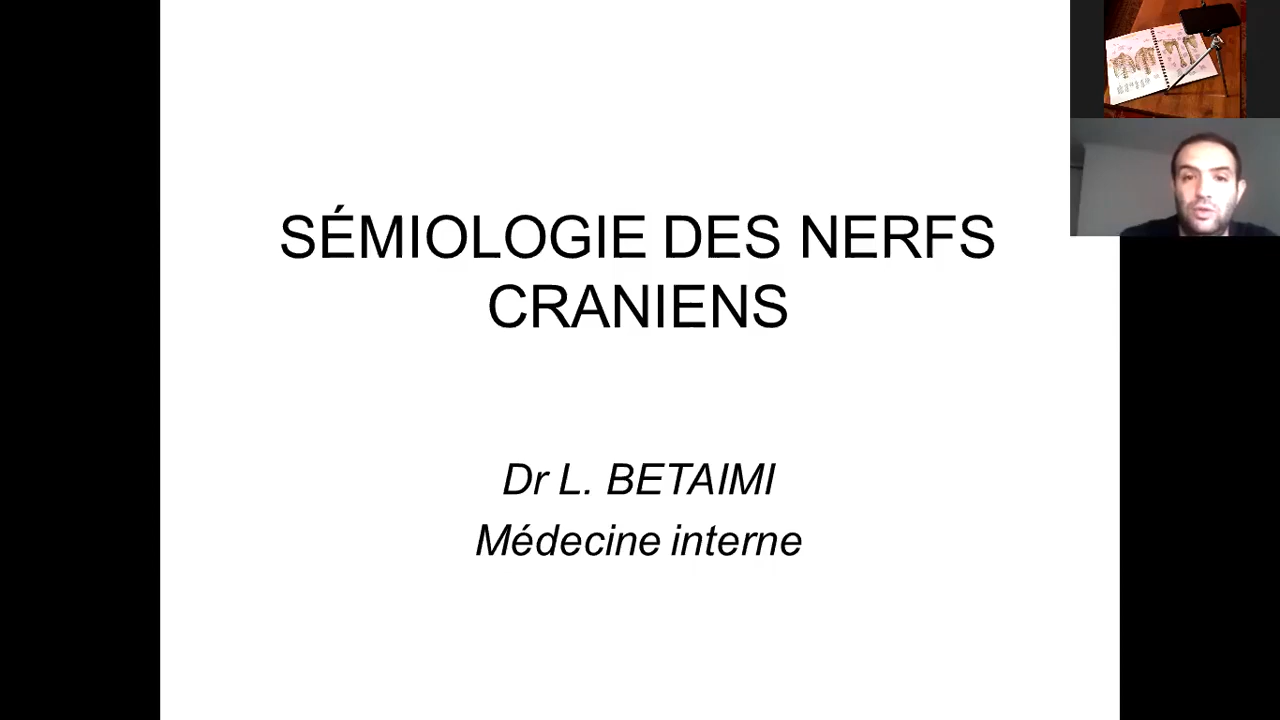 SÉMIOLOGIE DES NERFS
CRANIENS
Dr L. BETAIMI
Médecine interne